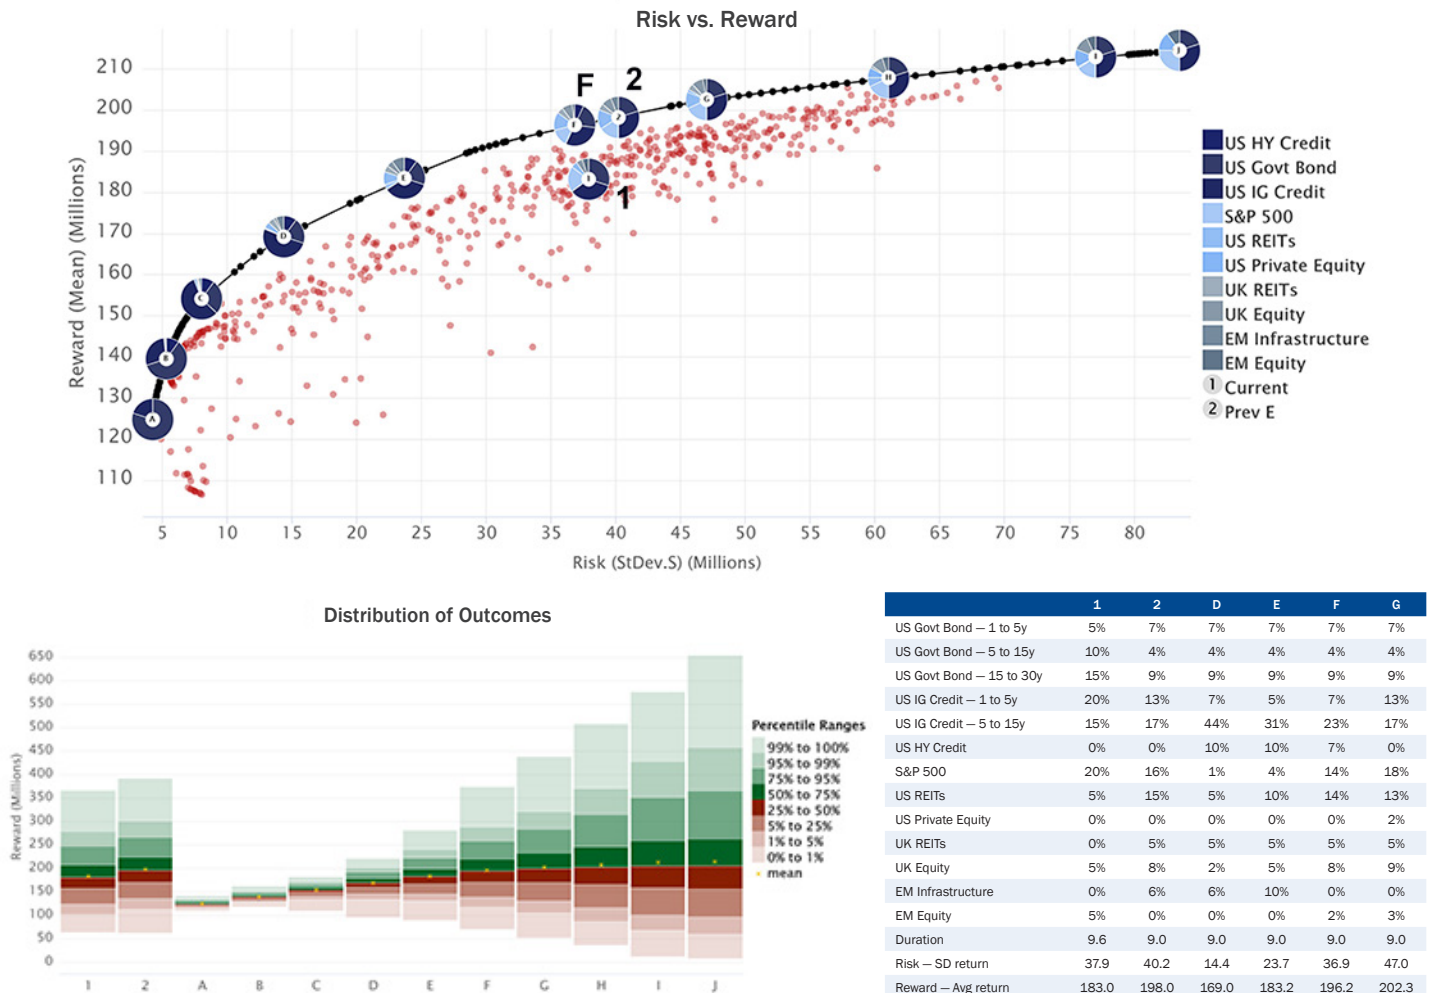 Risk vs. Reward
Reward (Mean) (Millions)
210
200
190
180
170
160
150
140
130
120
110
F
2
1
A
B
C
D
E
F
2
1
G
H
I
J
5 10 15 20 25 30 35 40 45 50 55 60 65 70 75 80
Risk (StDev.S) (Millions)
US HY Credit
US Govt Bond
US IG Credit
S&P 500
US REITs
US Private Equity
UK REITs
UK Equity
EM Infrastructure
EM Equity
1 Current
2 Prev E
Distribution of Outcomes
Reward (Millions)
650
600
550
500
450
400
350
300
250
200
150
100
50
0
1 2 A B C D E F G H I J
Percentile Ranges
99% to 100%
95% to 99%
75% to 95%
50% to 75%
25% to 50%
5% to 25%
1% to 5%
0% to 1%
mean
1 2 D E F G
US Govt Bond — 1 to 5y 5% 7% 7% 7% 7% 7%
US Govt Bond — 5 to 15y 10% 4% 4% 4% 4% 4%
US Govt Bond — 15 to 30y 15% 9% 9% 9% 9% 9%
US IG Credit — 1 to 5y 20% 13% 7% 5% 7% 13%
US IG Credit — 5 to 15y 15% 17% 44% 31% 23% 17%
US HY Credit 0% 0% 10% 10% 7% 0%
S&P 500 20% 16% 1% 4% 14% 18%
US REITs 5% 15% 5% 10% 14% 13%
US Private Equity 0% 0% 0% 0% 0% 2%
UK REITs 0% 5% 5% 5% 5% 5%
UK Equity 5% 8% 2% 5% 8% 9%
EM Infrastructure 0% 6% 6% 10% 0% 0%
EM Equity 5% 0% 0% 0% 2% 3%
Duration 9.6 9.0 9.0 9.0 9.0 9.0
Risk — SD return 37.9 40.2 14.4 23.7 36.9 47.0
Reward — Avg return 183.0 198.0 169.0 183.2 196.2 202.3